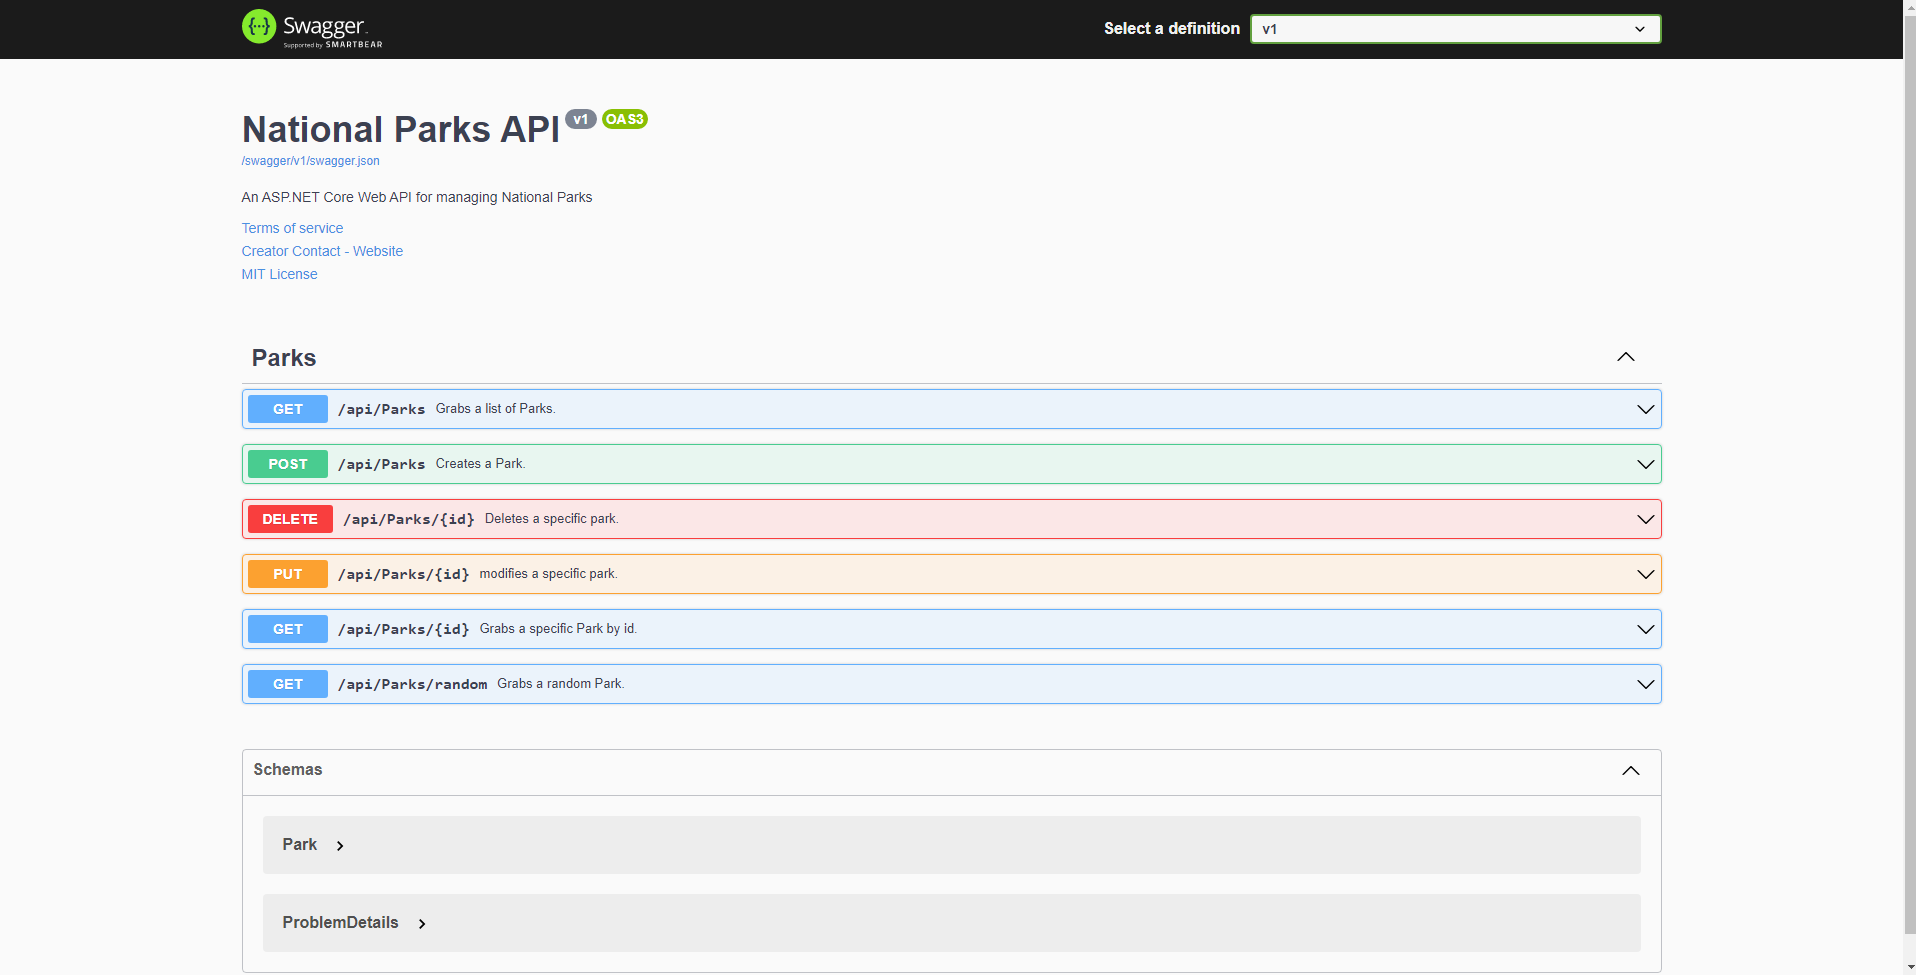 {···} Swagger.
Supported by SMARTBEAR
Select a definition
v1
National Parks API v1 OAS3
/swagger/v1/swagger.json
An ASP.NET Core Web API for managing National Parks
Terms of service
Creator Contact - Website
MIT License
Parks
GET /api/Parks Grabs a list of Parks.
POST /api/Parks Creates a Park.
DELETE /api/Parks/{id} Deletes a specific park.
PUT /api/Parks/{id} modifies a specific park.
GET /api/Parks/{id} Grabs a specific Park by id.
GET /api/Parks/random Grabs a random Park.
Schemas
Park
ProblemDetails